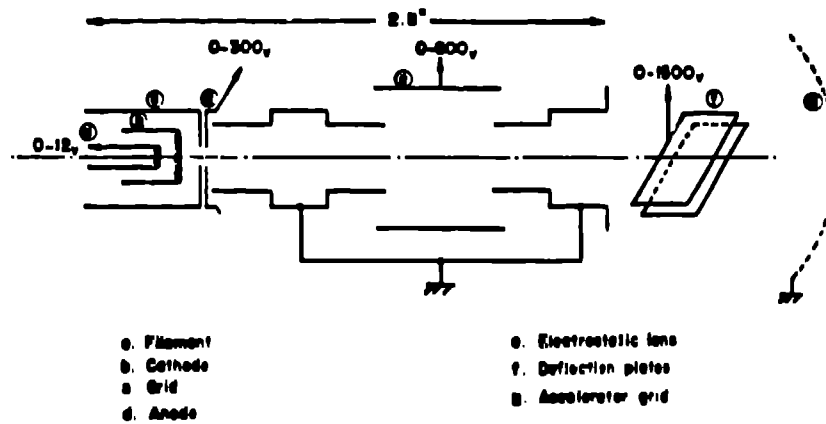 2.8"
0-300v
0-800v
0-1500v
0-12v
a. Filament
b. Cathode
Grid
d. Anode
e. Electrostatic lens
f. Deflection plates
g. Accelerator grid